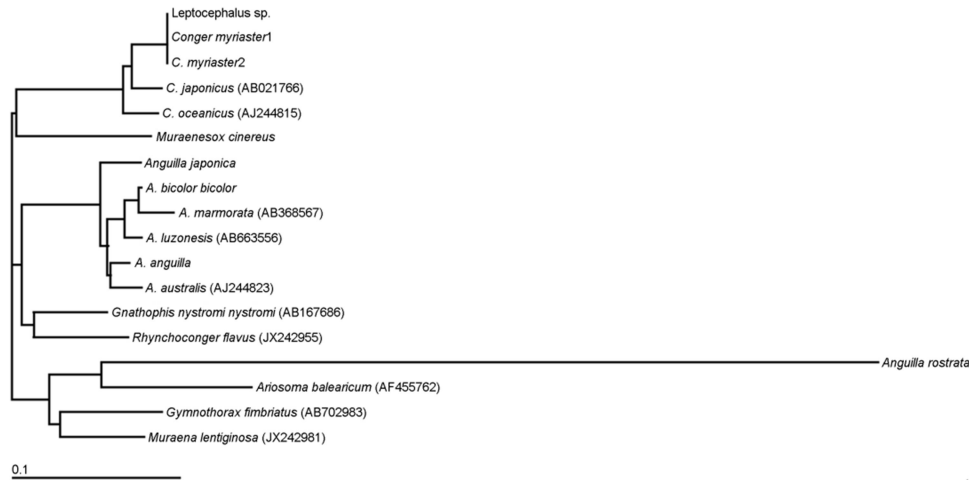 Leptocephalus sp.
Conger myriaster1
C. myriaster2
C. japonicus (AB021766)
C. oceanicus (AJ244815)
Muraenesox cinereus
Anguilla japonica
A. bicolor bicolor
A. marmorata (AB368567)
A. luzonesis (AB663556)
A. anguilla
A. australis (AJ244823)
Gnathophis nystromi nystromi (AB167686)
Rhynchoconger flavus (JX242955)
Anguilla rostrata
Ariosoma balearicum (AF455762)
Gymnothorax fimbriatus (AB702983)
Muraena lentiginosa (JX242981)
0.1